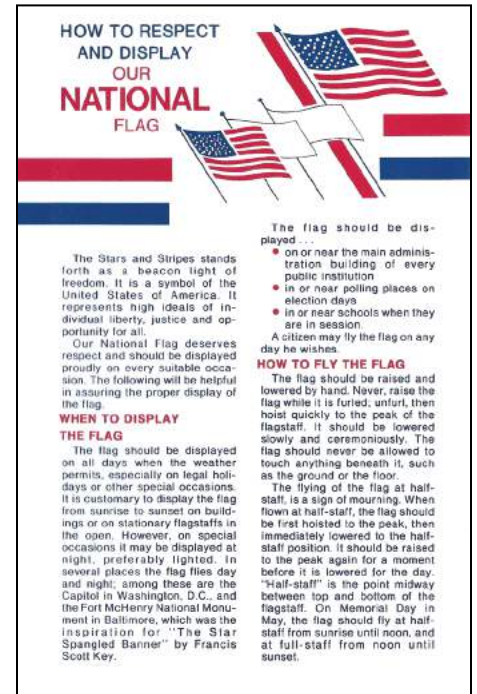 HOW TO RESPECT
AND DISPLAY
OUR
NATIONAL
FLAG
The Stars and Stripes stands
forth as a beacon light of
freedom. It is a symbol of the
United States of America. It
represents high ideals of in-
dividual liberty, justice and op-
portunity for all.
Our National Flag deserves
respect and should be displayed
proudly on every suitable occa-
sion. The following will be helpful
in assuring the proper display of
the flag.
WHEN TO DISPLAY
THE FLAG
The flag should be displayed
on all days when the weather
permits, especially on legal holi-
days or other special occasions.
It is customary to display the flag
from sunrise to sunset on build-
ings or on stationary flagstaffs in
the open. However, on special
occasions it may be displayed at
night, preferably lighted. In
several places the flag flies day
and night; among these are the
Capitol in Washington, D.C., and
the Fort McHenry National Monu-
ment in Baltimore, which was the
inspiration for "The Star
Spangled Banner" by Francis
Scott Key.
The flag should be dis-
played . . .
• on or near the main adminis-
tration building of every
public institution
• in or near polling places on
election days
• in or near schools when they
are in session.
A citizen may fly the flag on any
day he wishes.
HOW TO FLY THE FLAG
The flag should be raised and
lowered by hand. Never, raise the
flag while it is furled; unfurl, then
hoist quickly to the peak of the
flagstaff. It should be lowered
slowly and ceremoniously. The
flag should never be allowed to
touch anything beneath it, such
as the ground or the floor.
The flying of the flag at half-
staff, is a sign of mourning. When
flown at half-staff, the flag should
be first hoisted to the peak, then
immediately lowered to the half-
staff position. It should be raised
to the peak again for a moment
before it is lowered for the day.
"Half-staff" is the point midway
between top and bottom of the
flagstaff. On Memorial Day in
May, the flag should fly at half-
staff from sunrise until noon, and
at full-staff from noon until
sunset.